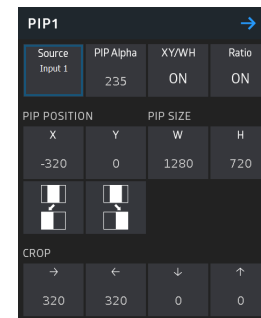 PIP1 →
Source PIP Alpha XY/WH Ratio
Input 1 235 ON ON
PIP POSITION PIP SIZE
X Y W H
-320 0 1280 720
CROP
→ ← ↓ ↑
320 320 0 0